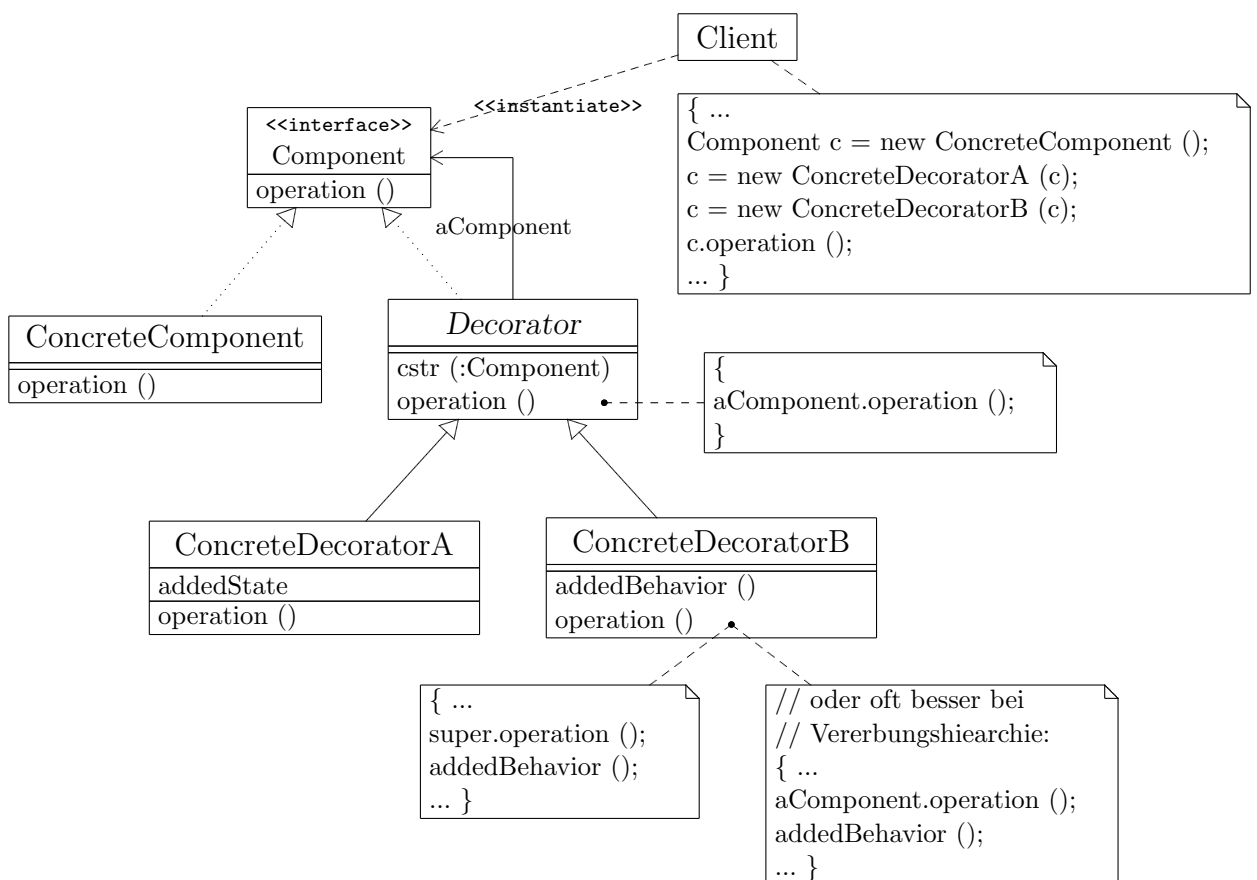 Client
<<instantiate>>
{ ...
Component c = new ConcreteComponent ();
c = new ConcreteDecoratorA (c);
c = new ConcreteDecoratorB (c);
c.operation ();
... }
<<interface>>
Component
operation ()
aComponent
ConcreteComponent
operation ()
Decorator
cstr (:Component)
operation ()
{
aComponent.operation ();
}
ConcreteDecoratorA
addedState
operation ()
ConcreteDecoratorB
addedBehavior ()
operation ()
{ ...
super.operation ();
addedBehavior ();
... }
// oder oft besser bei
// Vererbungshiearchie:
{ ...
aComponent.operation ();
addedBehavior ();
... }